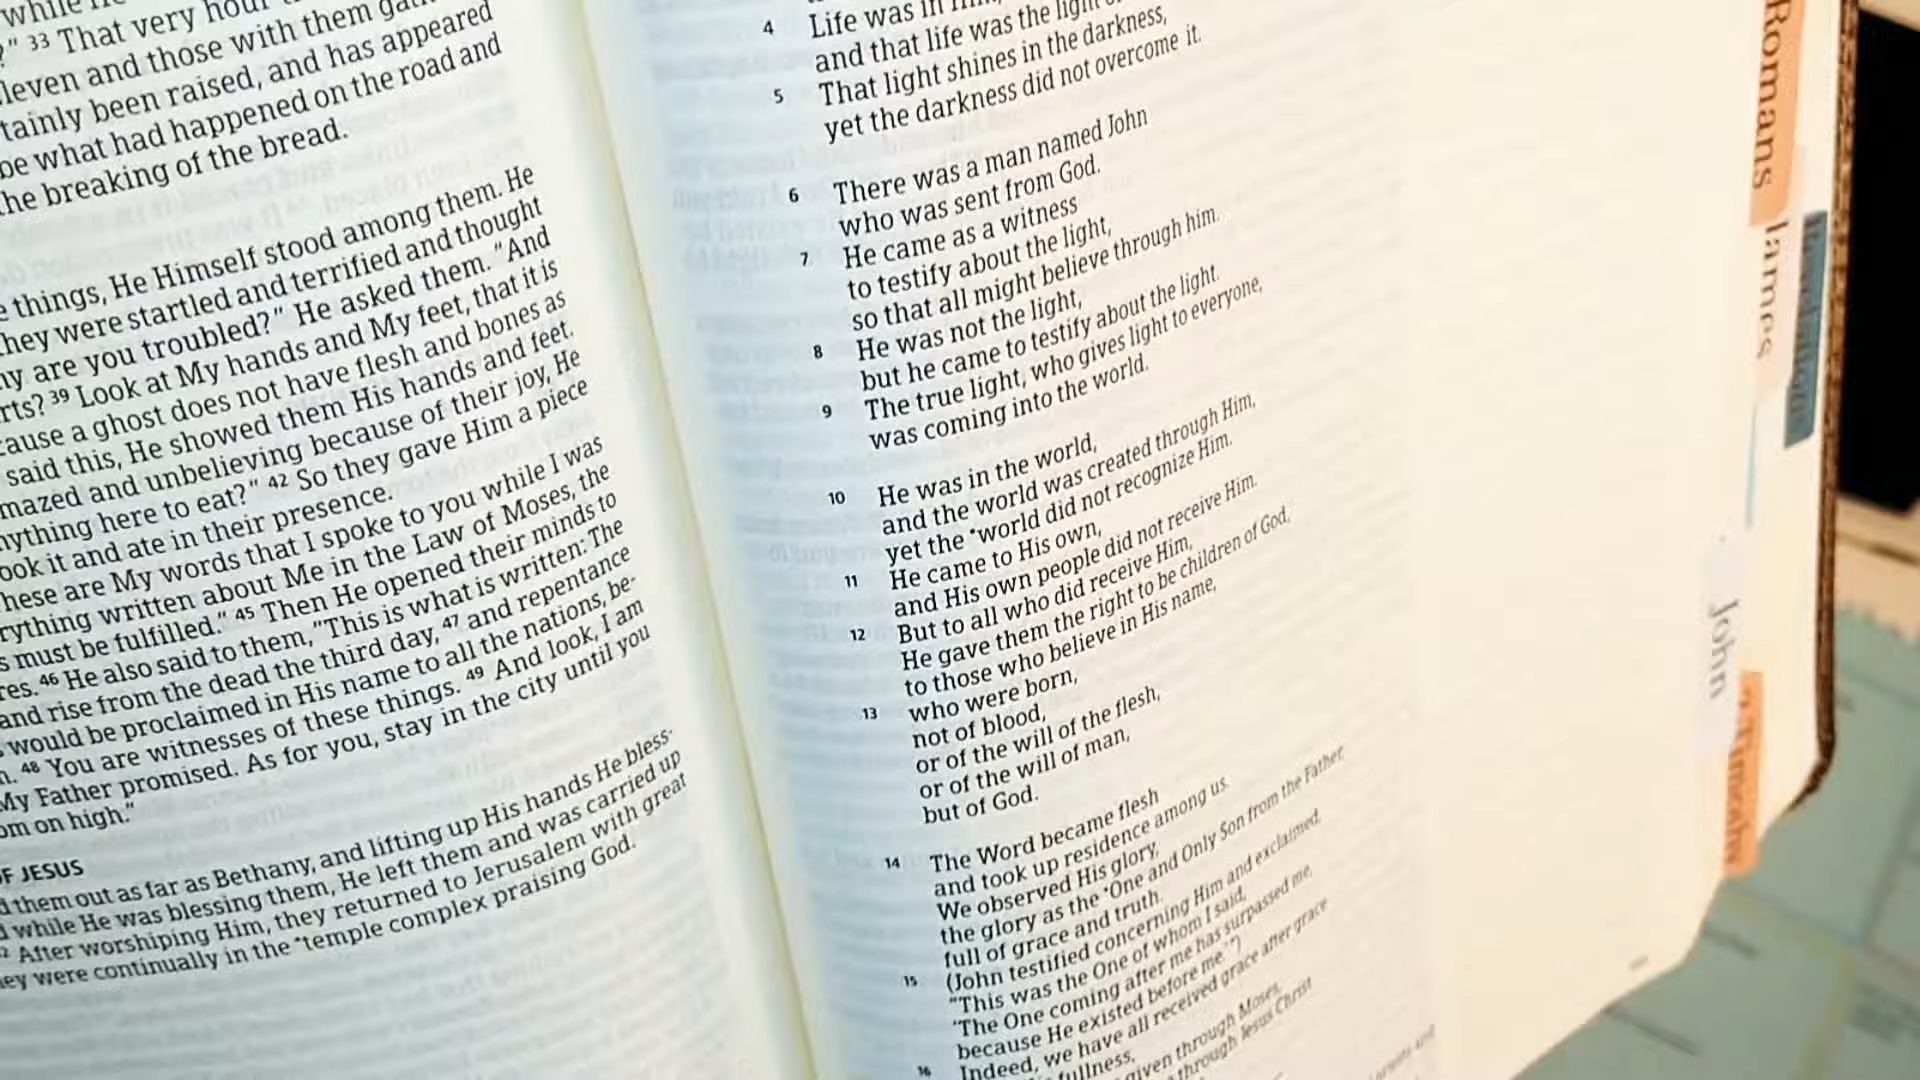 while
33 That very hour
leven and those with them
tainly been raised, and has appeared
be what had happened on the road and
he breaking of the bread.
e things, He Himself stood among them. He
hey were startled and terrified and thought
hy are you troubled?" He asked them. "And
rts? 39 Look at My hands and My feet, that it is
cause a ghost does not have flesh and bones as
said this, He showed them His hands and feet.
mazed and unbelieving because of their joy, He
nything here to eat?" 42 So they gave Him a piece
ook it and ate in their presence.
hese are My words that I spoke to you while I was
rything written about Me in the Law of Moses, the
s must be fulfilled." 45 Then He opened their minds to
res. 46 He also said to them, "This is what is written: The
and rise from the dead the third day, 47 and repentance
would be proclaimed in His name to all the nations, be-
n. 48 You are witnesses of these things. 49 And look, I am
My Father promised. As for you, stay in the city until you
om on high."
F JESUS
d them out as far as Bethany, and lifting up His hands He bless-
d while He was blessing them, He left them and was carried up
2 After worshiping Him, they returned to Jerusalem with great
ey were continually in the *temple complex praising God.
4 Life was in
and that life was the light
5 That light shines in the darkness,
yet the darkness did not overcome it.
6 There was a man named John
who was sent from God.
7 He came as a witness
to testify about the light,
so that all might believe through him.
8 He was not the light,
but he came to testify about the light.
9 The true light, who gives light to everyone,
was coming into the world.
10 He was in the world,
and the world was created through Him,
yet the *world did not recognize Him.
11 He came to His own,
and His own people did not receive Him.
12 But to all who did receive Him,
He gave them the right to be children of God,
to those who believe in His name,
13 who were born,
not of blood,
or of the will of the flesh,
or of the will of man,
but of God.
14 The Word became flesh
and took up residence among us.
We observed His glory,
the glory as the *One and Only Son from the Father,
full of grace and truth.
15 (John testified concerning Him and exclaimed,
"This was the One of whom I said,
'The One coming after me has surpassed me,
because He existed before me.'")
16 Indeed, we have all received grace after grace
fullness,
given through Moses,
through Jesus Christ
Romans
James
John